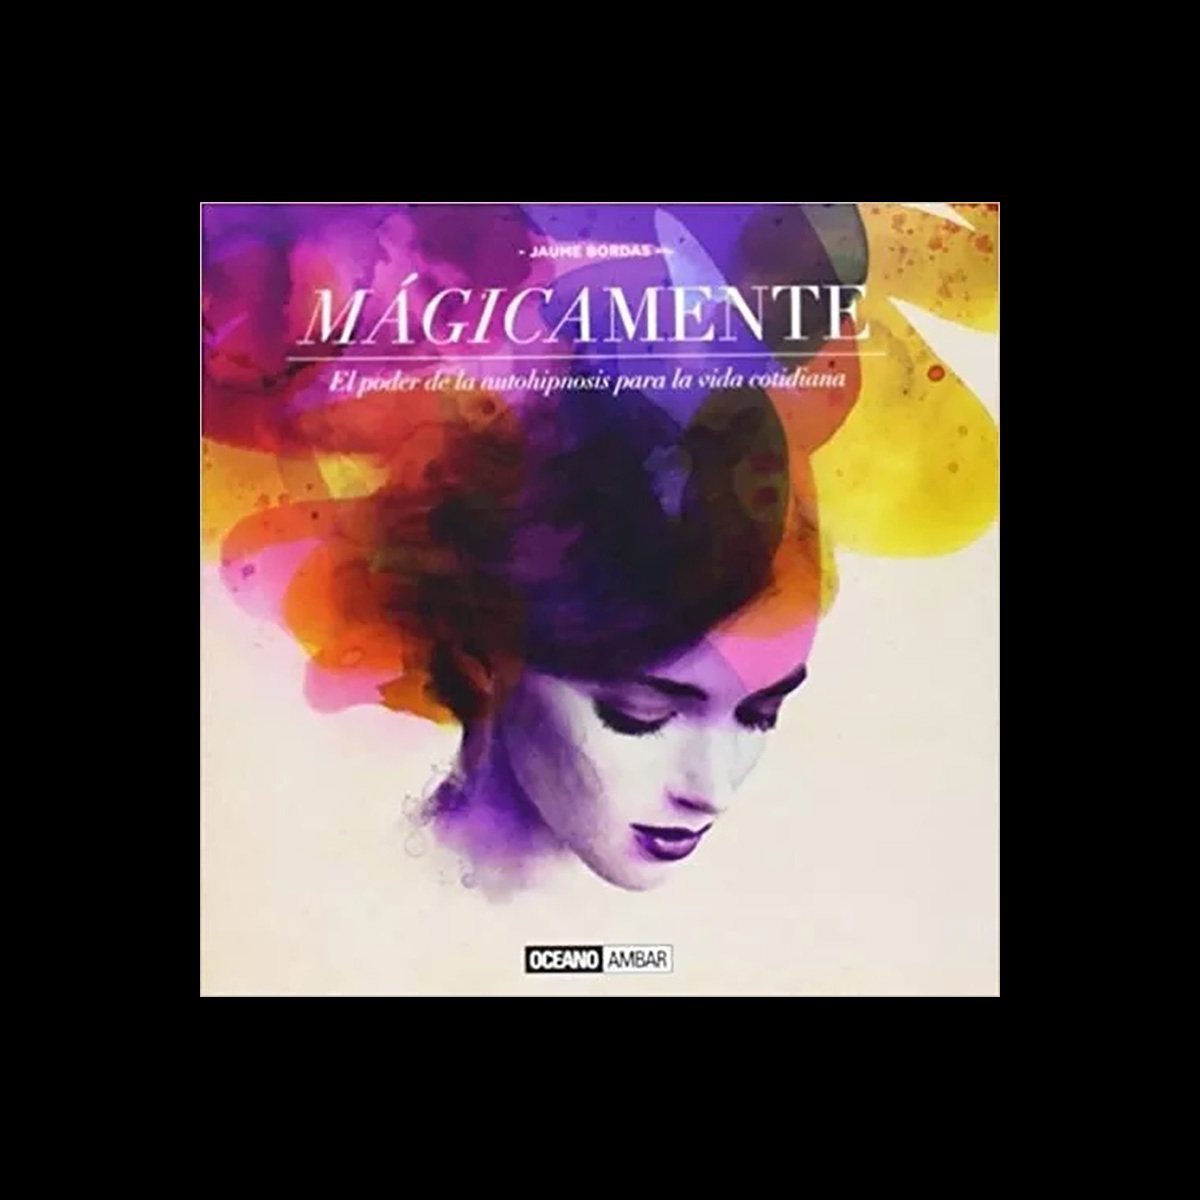 - JAUME BORDAS -
MÁGICAMENTE
El poder de la autohipnosis para la vida cotidiana
OCEANO AMBAR